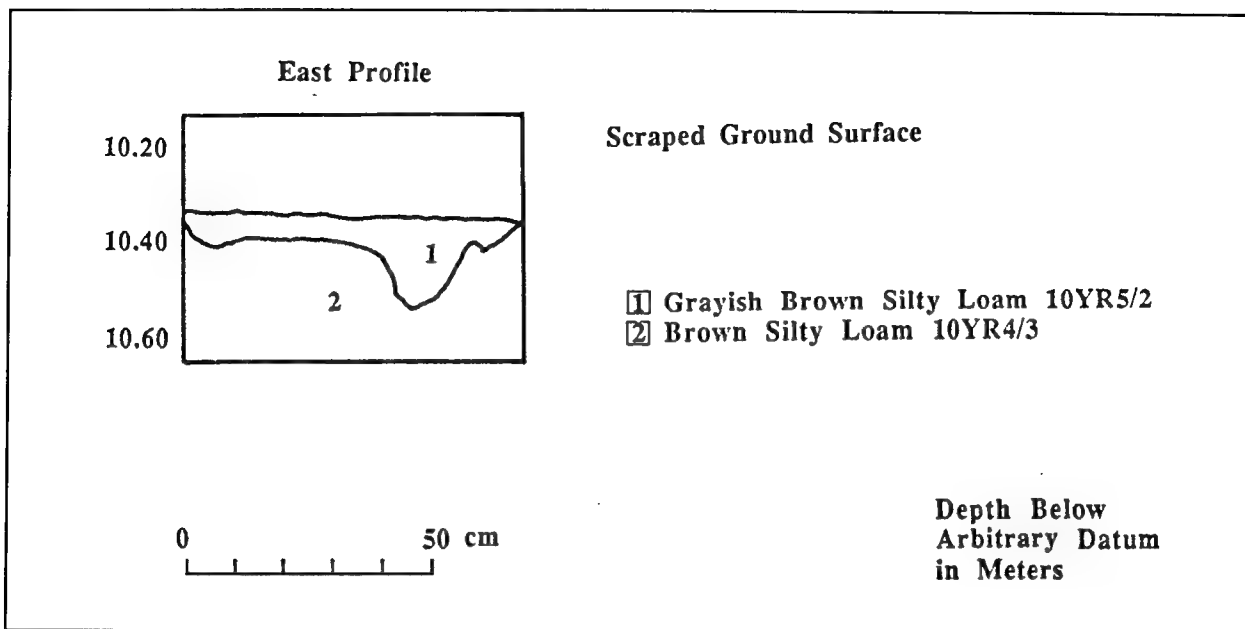 East Profile
Scraped Ground Surface
10.20
10.40
10.60
1
2
1 Grayish Brown Silty Loam 10YR5/2
2 Brown Silty Loam 10YR4/3
0 50 cm
Depth Below
Arbitrary Datum
in Meters